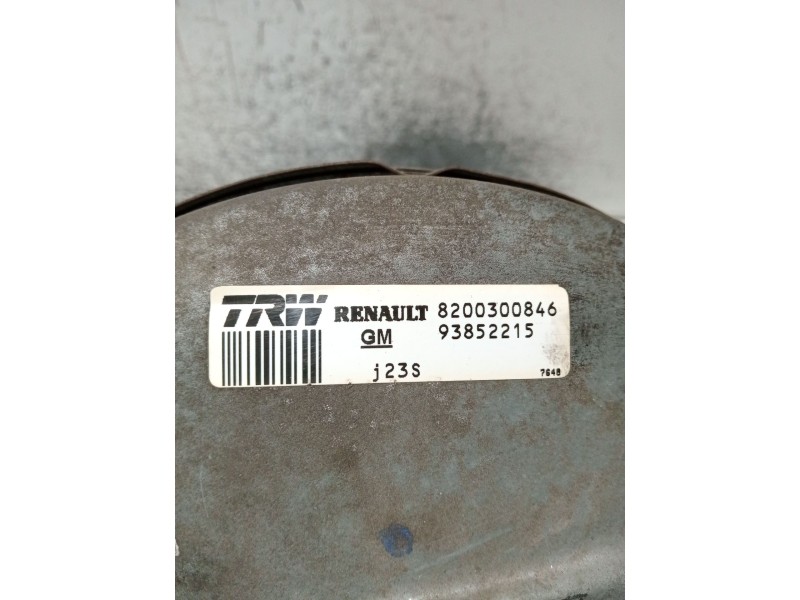 TRW RENAULT 8200300846
GM 93852215
j23S 7648